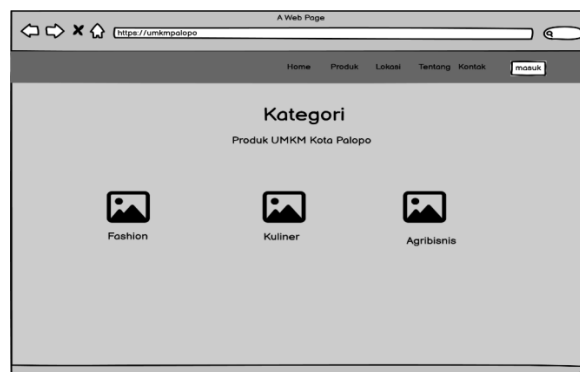 A Web Page
https://umkmpalopo
Home Produk Lokasi Tentang Kontak masuk
Kategori
Produk UMKM Kota Palopo
Fashion Kuliner Agribisnis